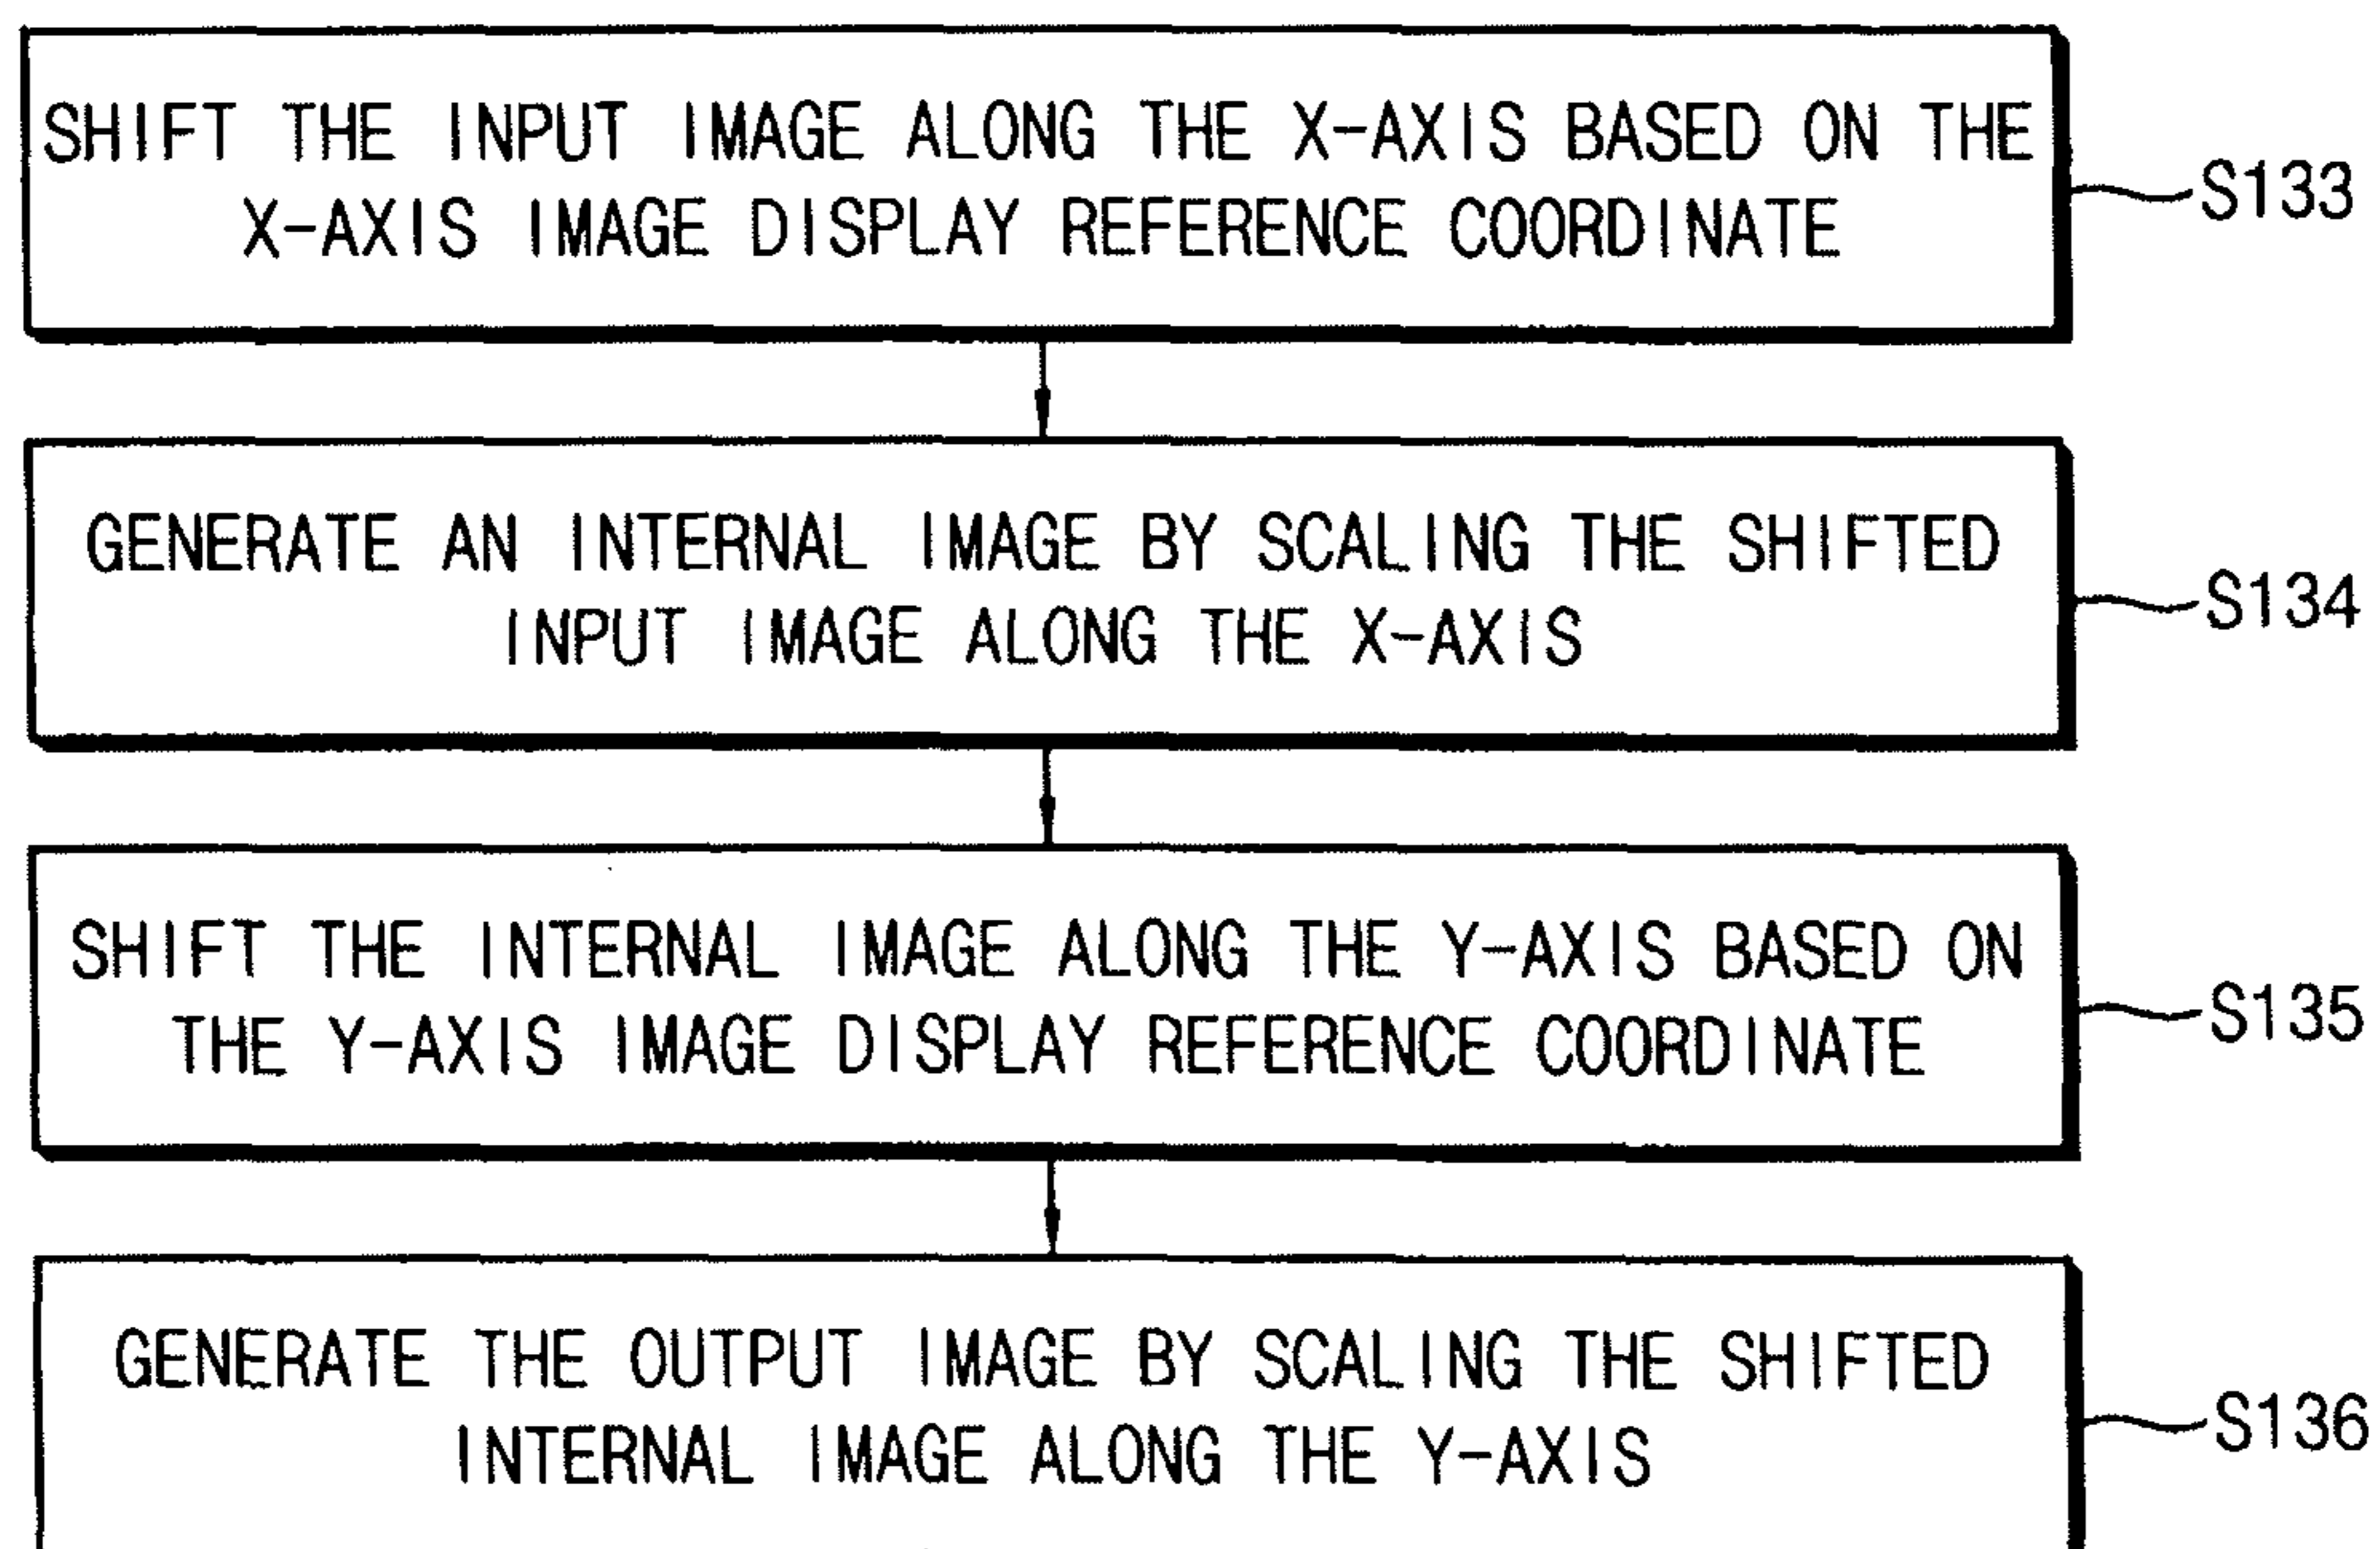 SHIFT THE INPUT IMAGE ALONG THE X-AXIS BASED ON THE
X-AXIS IMAGE DISPLAY REFERENCE COORDINATE
S133
GENERATE AN INTERNAL IMAGE BY SCALING THE SHIFTED
INPUT IMAGE ALONG THE X-AXIS
S134
SHIFT THE INTERNAL IMAGE ALONG THE Y-AXIS BASED ON
THE Y-AXIS IMAGE DISPLAY REFERENCE COORDINATE
S135
GENERATE THE OUTPUT IMAGE BY SCALING THE SHIFTED
INTERNAL IMAGE ALONG THE Y-AXIS
S136